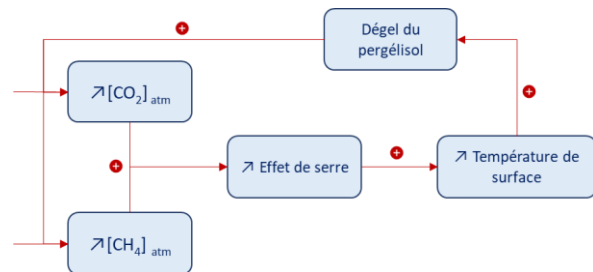 Dégel du
pergélisol
+
↗[CO₂] atm
+
+
↗ Effet de serre
+
↗ Température de
surface
↗[CH₄] atm